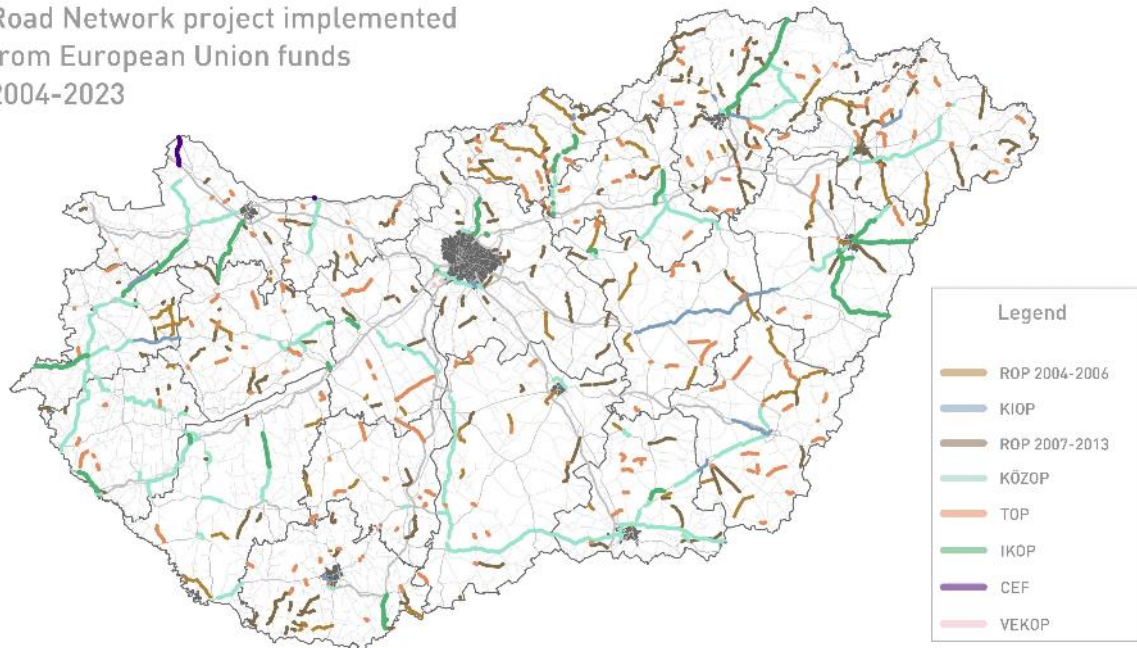 Road Network project implemented
from European Union funds
2004-2023
Legend
ROP 2004-2006
KIOP
ROP 2007-2013
KÖZOP
TOP
IKOP
CEF
VEKOP